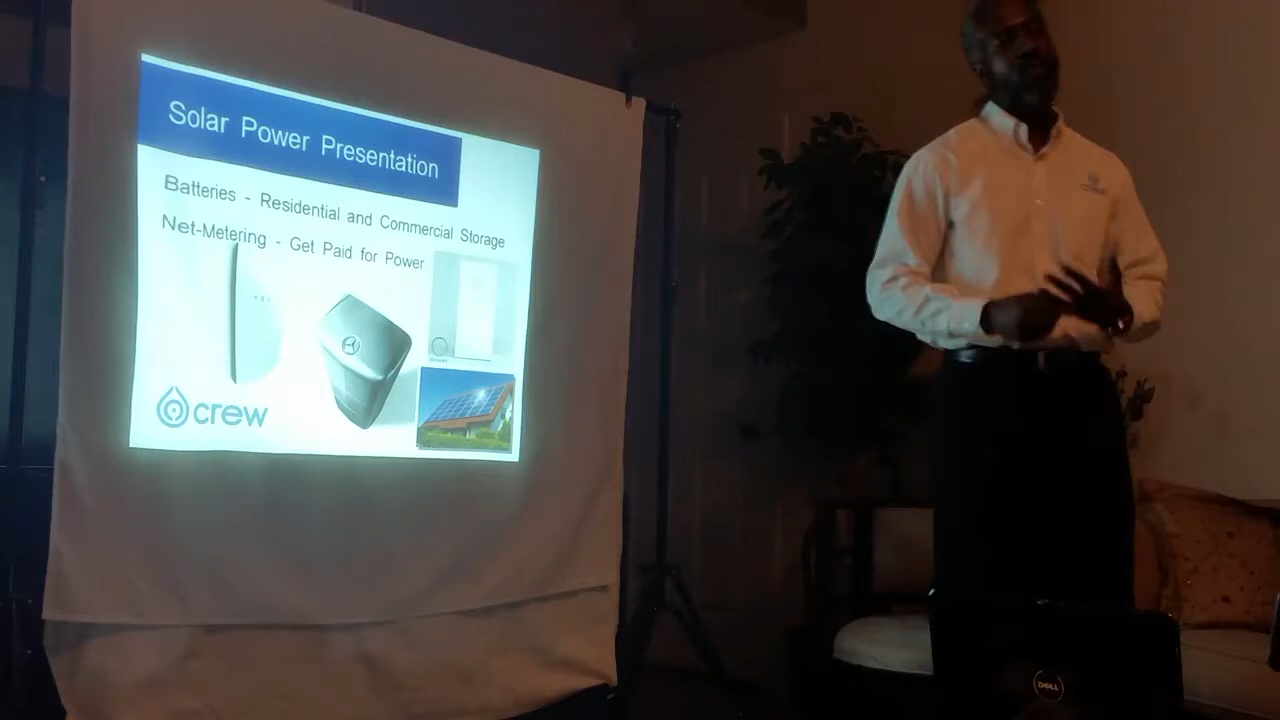 Solar Power Presentation
Batteries - Residential and Commercial Storage
Net-Metering - Get Paid for Power
crew
DELL